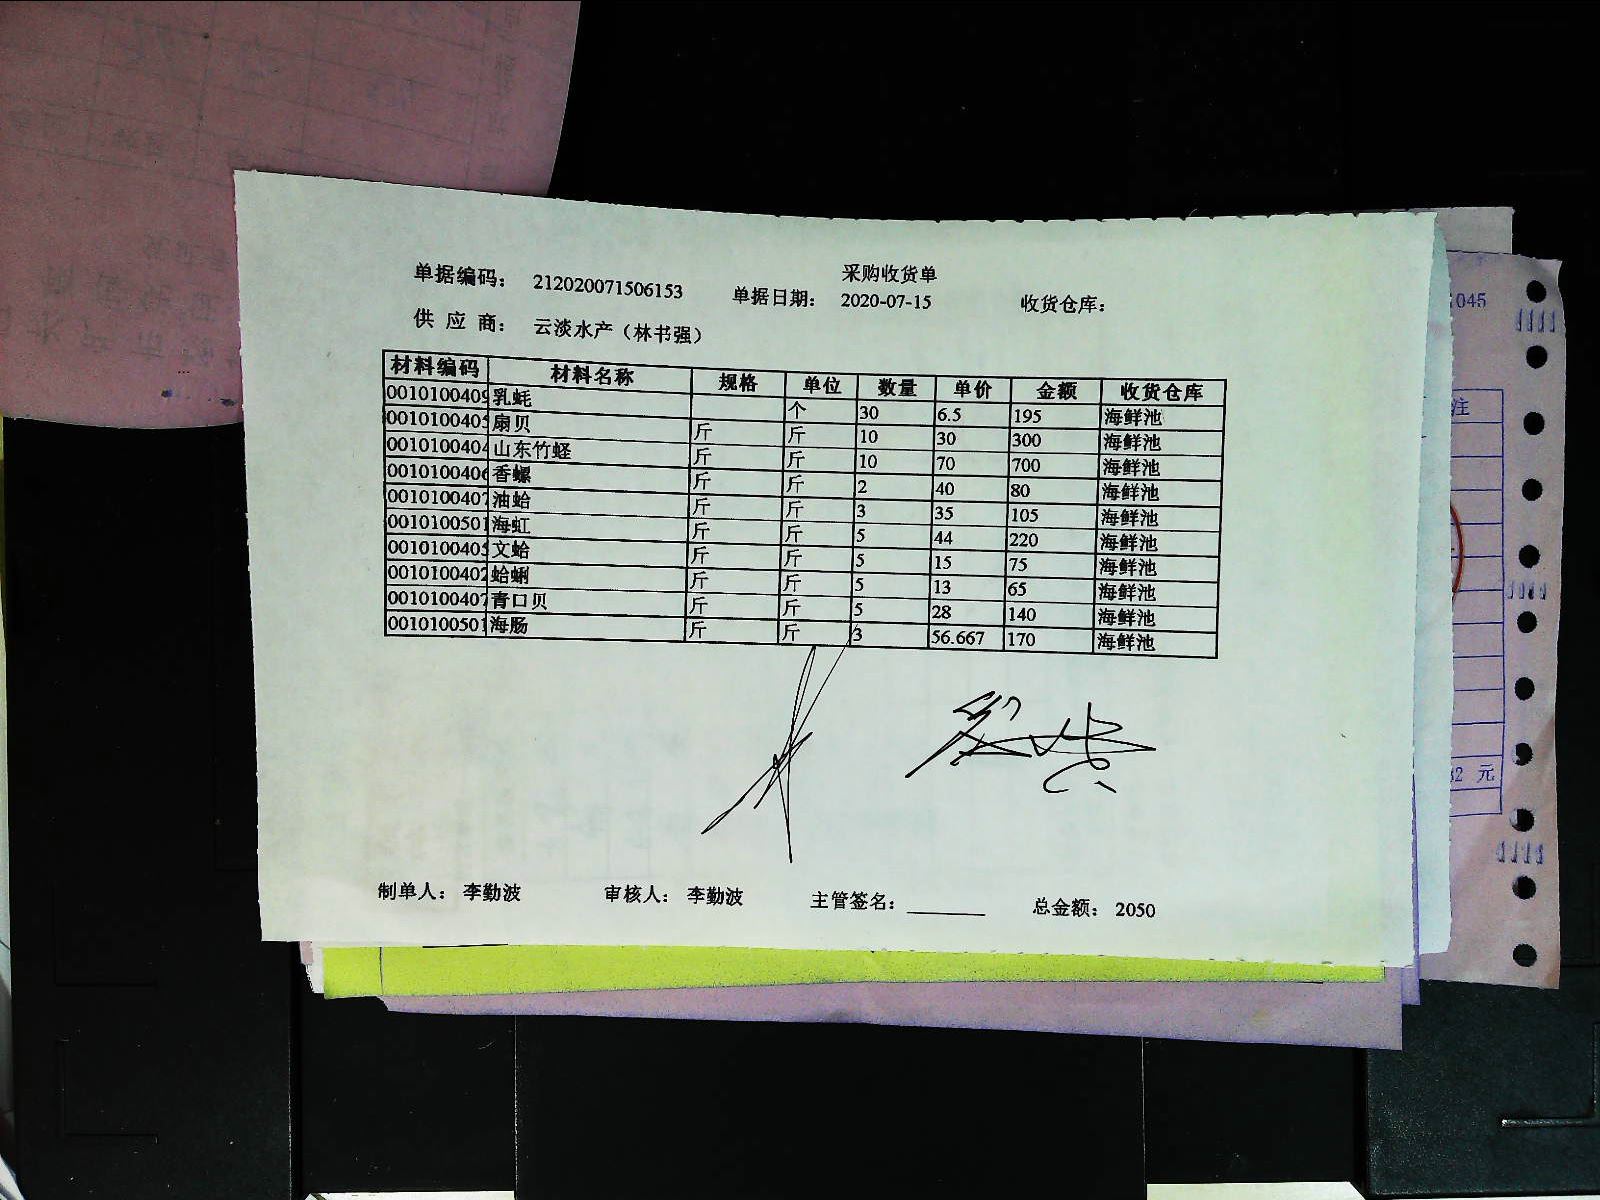 采购收货单
单据编码： 212020071506153 单据日期： 2020-07-15 收货仓库：
供 应 商： 云淡水产（林书强）
材料编码 材料名称 规格 单位 数量 单价 金额 收货仓库
0010100409 乳蚝 个 30 6.5 195 海鲜池
0010100405 扇贝 斤 斤 10 30 300 海鲜池
0010100404 山东竹蛏 斤 斤 10 70 700 海鲜池
0010100406 香螺 斤 斤 2 40 80 海鲜池
0010100407 油蛤 斤 斤 3 35 105 海鲜池
0010100501 海虹 斤 斤 5 44 220 海鲜池
0010100405 文蛤 斤 斤 5 15 75 海鲜池
0010100402 蛤蜊 斤 斤 5 13 65 海鲜池
0010100407 青口贝 斤 斤 5 28 140 海鲜池
0010100501 海肠 斤 斤 3 56.667 170 海鲜池
制单人： 李勤波 审核人： 李勤波 主管签名： 总金额： 2050
045
注
元